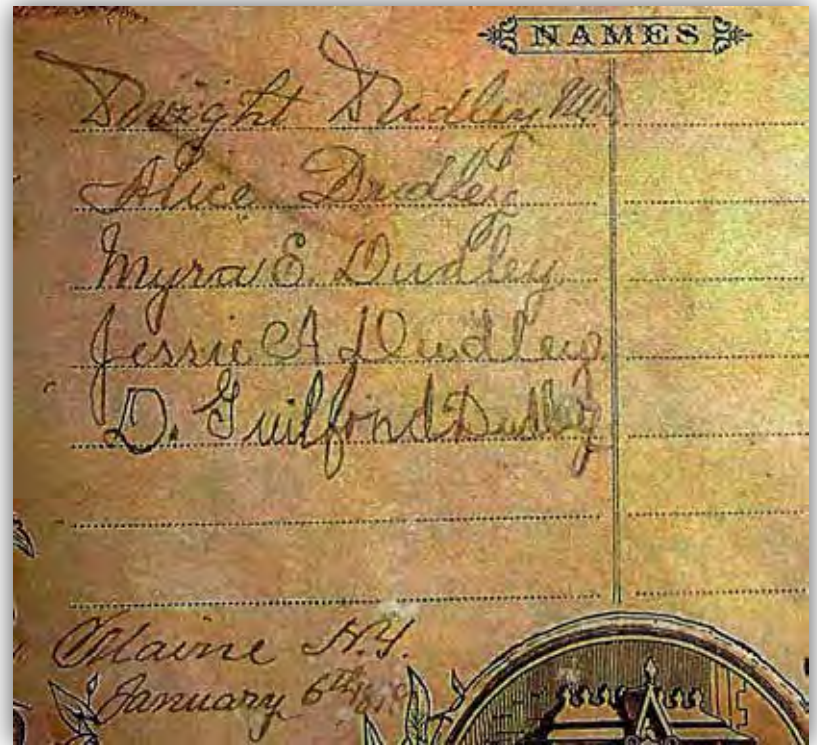 NAMES
Dwight Dudley
Alice Dudley
Myra E. Dudley
Jessie A Dudley
D. Guilford Dudley
Maine N.Y.
January 6th